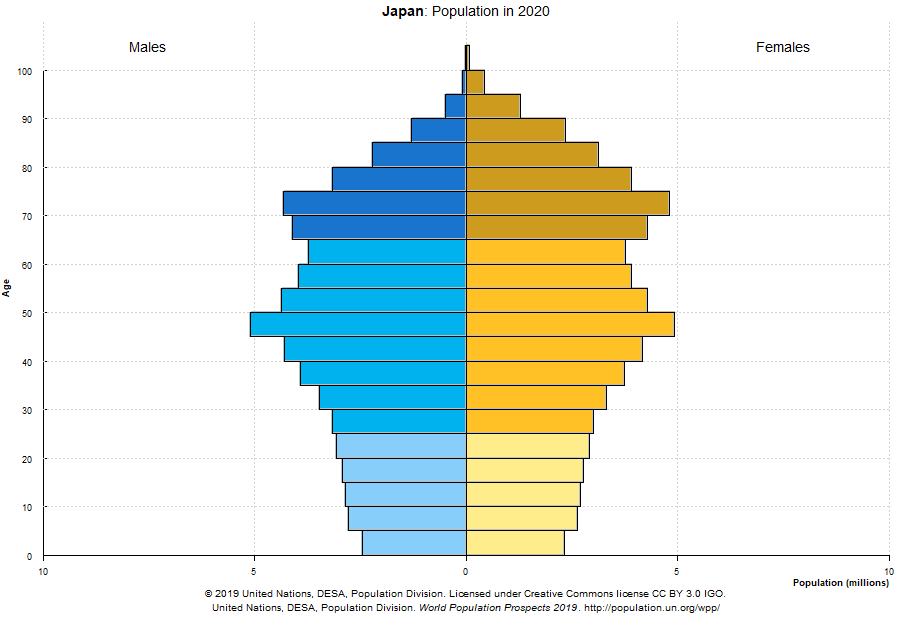 Japan: Population in 2020
Males
Females
100
90
80
70
60
50
40
30
20
10
0
Age
10
5
0
5
10
Population (millions)
© 2019 United Nations, DESA, Population Division. Licensed under Creative Commons license CC BY 3.0 IGO.
United Nations, DESA, Population Division. World Population Prospects 2019. http://population.un.org/wpp/